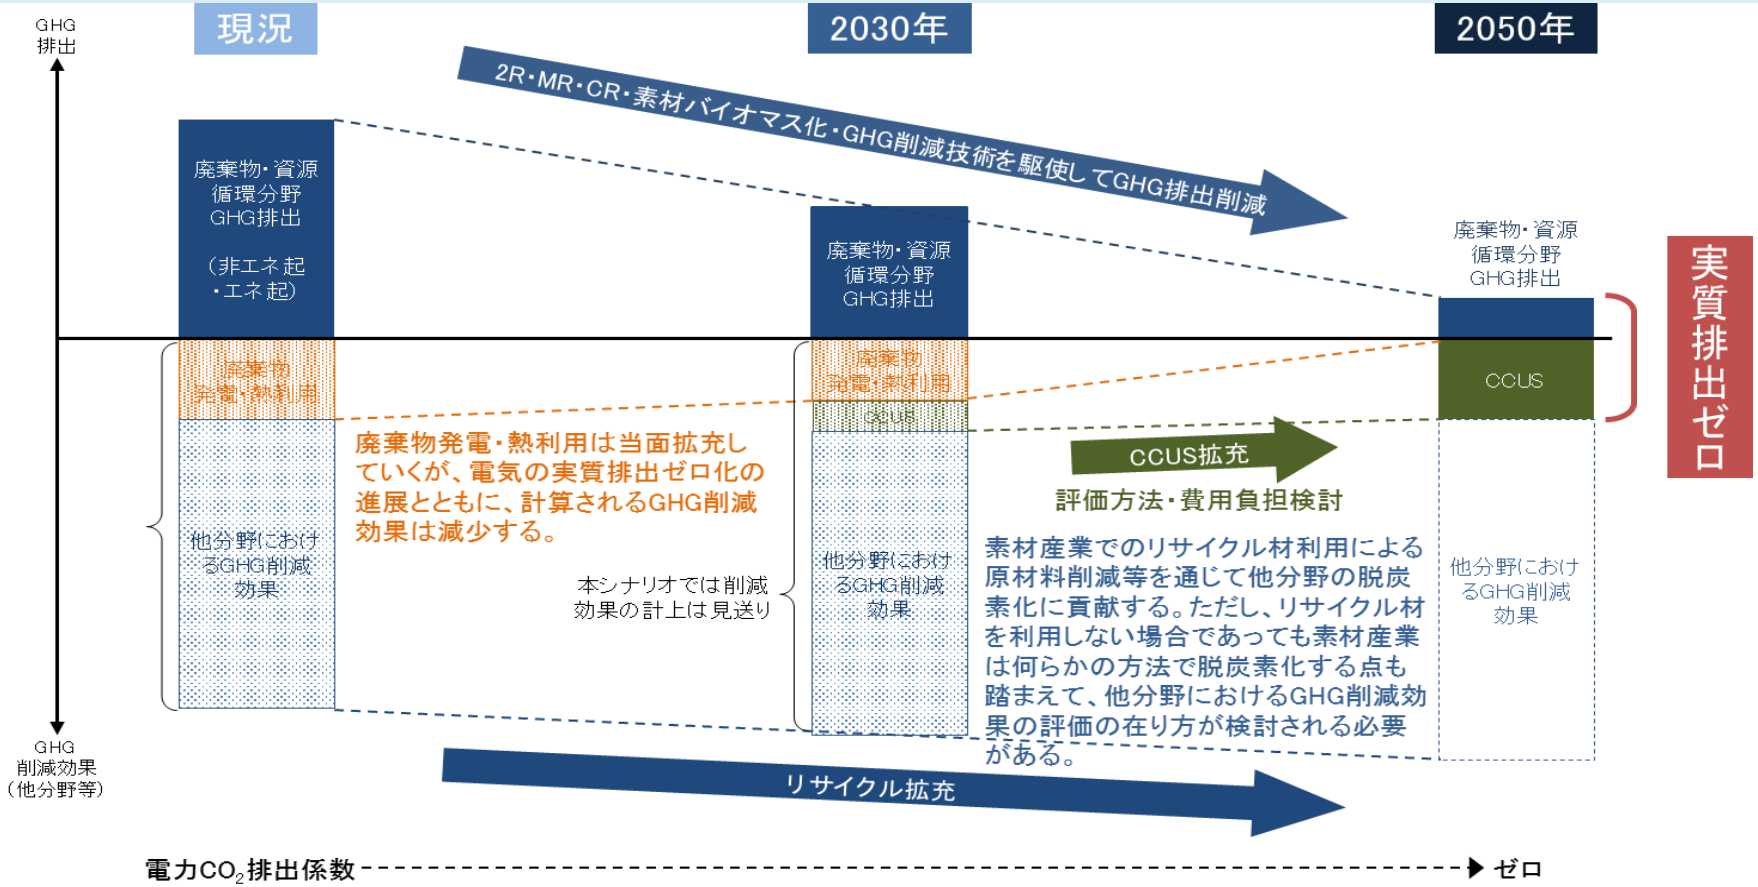 GHG
排出
現況
2030年
2050年
2R・MR・CR・素材バイオマス化・GHG削減技術を駆使してGHG排出削減
廃棄物・資源
循環分野
GHG排出
（非エネ起
・エネ起）
廃棄物・資源
循環分野
GHG排出
廃棄物・資源
循環分野
GHG排出
実質排出ゼロ
廃棄物
発電・熱利用
廃棄物
発電・熱利用
CCUS
CCUS
廃棄物発電・熱利用は当面拡充し
ていくが、電気の実質排出ゼロ化の
進展とともに、計算されるGHG削減
効果は減少する。
CCUS拡充
評価方法・費用負担検討
他分野におけ
るGHG削減
効果
本シナリオでは削減
効果の計上は見送り
他分野におけ
るGHG削減
効果
素材産業でのリサイクル材利用による
原材料削減等を通じて他分野の脱炭
素化に貢献する。ただし、リサイクル材
を利用しない場合であっても素材産業
は何らかの方法で脱炭素化する点も
踏まえて、他分野におけるGHG削減効
果の評価の在り方が検討される必要
がある。
他分野におけ
るGHG削減
効果
GHG
削減効果
（他分野等）
リサイクル拡充
電力CO₂排出係数
ゼロ